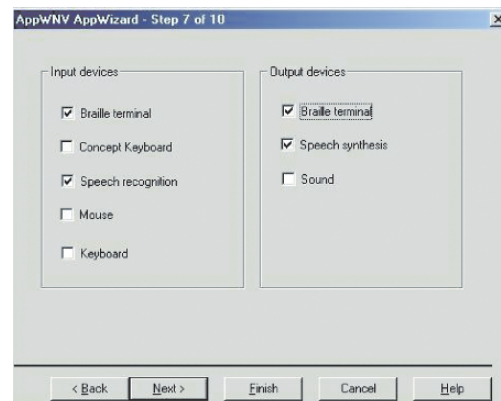 AppWNV AppWizard - Step 7 of 10
Input devices
Braille terminal
Concept Keyboard
Speech recognition
Mouse
Keyboard
Output devices
Braille terminal
Speech synthesis
Sound
< Back
Next >
Finish
Cancel
Help